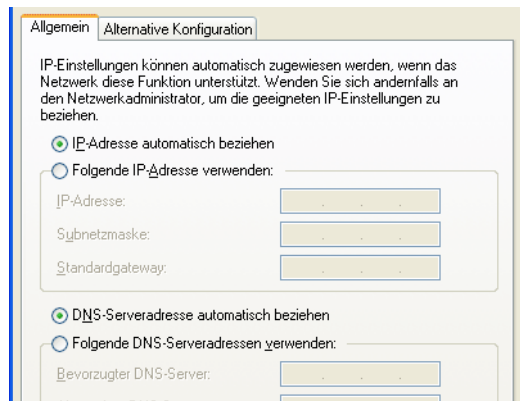 Allgemein Alternative Konfiguration
IP-Einstellungen können automatisch zugewiesen werden, wenn das
Netzwerk diese Funktion unterstützt. Wenden Sie sich andernfalls an
den Netzwerkadministrator, um die geeigneten IP-Einstellungen zu
beziehen.
IP-Adresse automatisch beziehen
Folgende IP-Adresse verwenden:
IP-Adresse:
Subnetzmaske:
Standardgateway:
DNS-Serveradresse automatisch beziehen
Folgende DNS-Serveradressen verwenden:
Bevorzugter DNS-Server: